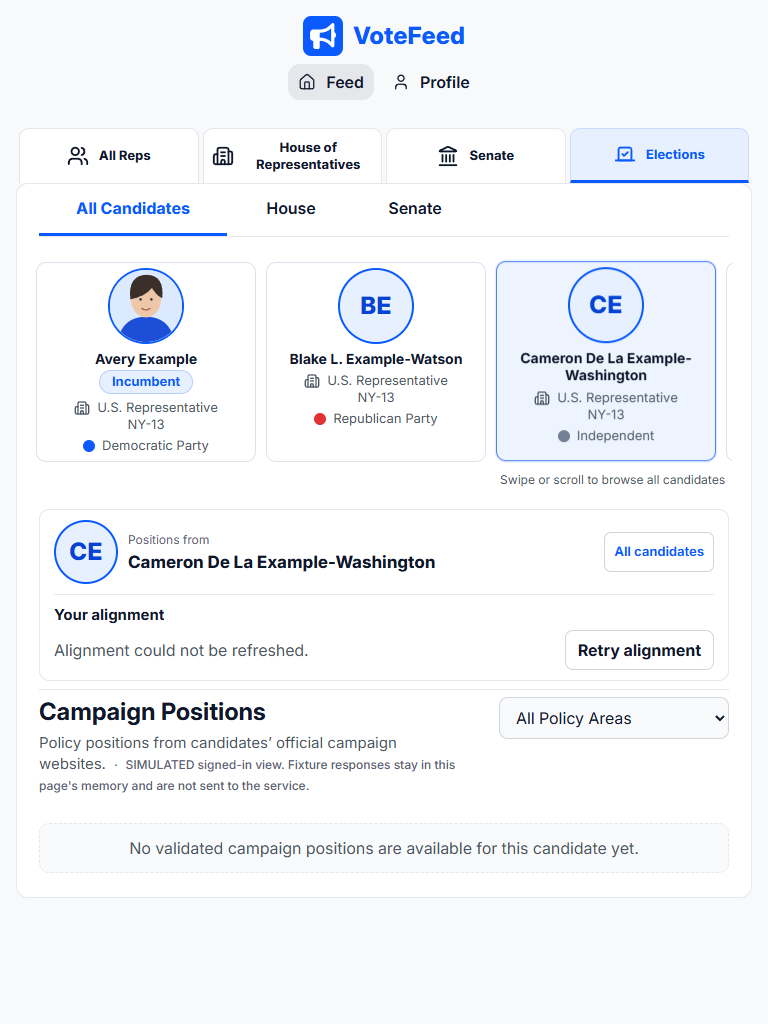 VoteFeed
Feed
Profile
All Reps
House of
Representatives
Senate
Elections
All Candidates
House
Senate
Avery Example
Incumbent
U.S. Representative
NY-13
Democratic Party
BE
Blake L. Example-Watson
U.S. Representative
NY-13
Republican Party
CE
Cameron De La Example-
Washington
U.S. Representative
NY-13
Independent
Swipe or scroll to browse all candidates
CE
Positions from
Cameron De La Example-Washington
All candidates
Your alignment
Alignment could not be refreshed.
Retry alignment
Campaign Positions
All Policy Areas
Policy positions from candidates’ official campaign
websites. · SIMULATED signed-in view. Fixture responses stay in this
page's memory and are not sent to the service.
No validated campaign positions are available for this candidate yet.